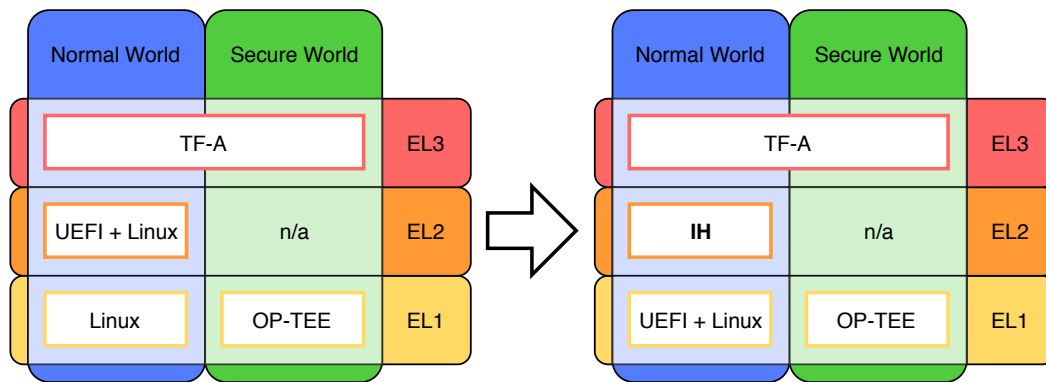 Normal World
Secure World
TF-A
EL3
UEFI + Linux
n/a
EL2
Linux
OP-TEE
EL1
Normal World
Secure World
TF-A
EL3
IH
n/a
EL2
UEFI + Linux
OP-TEE
EL1